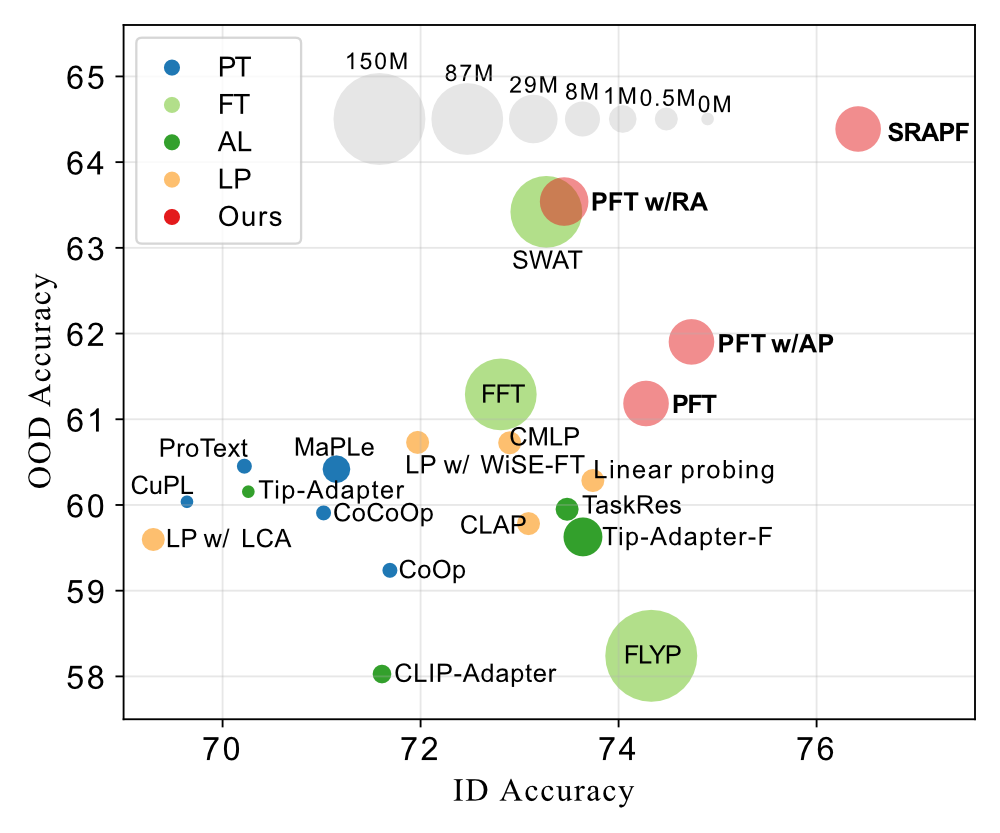 150M 87M 29M 8M 1M 0.5M 0M
PT
FT
AL
LP
Ours
SRAPF
PFT w/RA
SWAT
PFT w/AP
FFT
PFT
CMLP
ProText
MaPLe
LP w/ WiSE-FT
Linear probing
CuPL
Tip-Adapter
TaskRes
CoCoOp
CLAP
LP w/ LCA
Tip-Adapter-F
CoOp
FLYP
CLIP-Adapter
65
64
63
62
61
60
59
58
OOD Accuracy
70 72 74 76
ID Accuracy